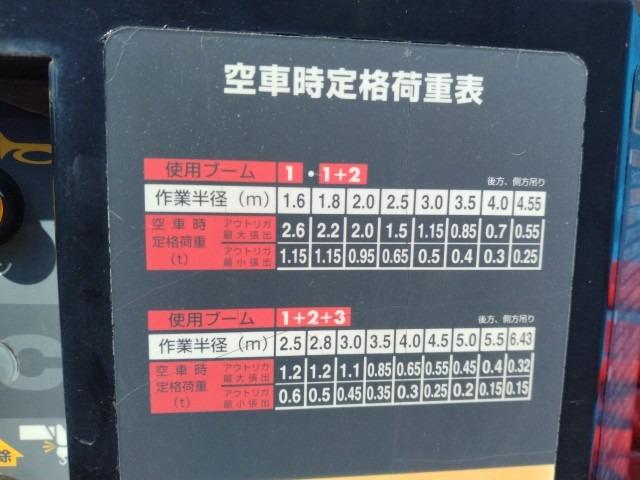 空車時定格荷重表
使用ブーム 1・1+2 後方、側方吊り
作業半径(m) 1.6 1.8 2.0 2.5 3.0 3.5 4.0 4.55
空車時定格荷重(t) アウトリガ最大張出 2.6 2.2 2.0 1.5 1.15 0.85 0.7 0.55
アウトリガ最小張出 1.15 1.15 0.95 0.65 0.5 0.4 0.3 0.25
使用ブーム 1+2+3 後方、側方吊り
作業半径(m) 2.5 2.8 3.0 3.5 4.0 4.5 5.0 5.5 6.43
空車時定格荷重(t) アウトリガ最大張出 1.2 1.2 1.1 0.85 0.65 0.55 0.45 0.4 0.32
アウトリガ最小張出 0.6 0.5 0.45 0.35 0.3 0.25 0.2 0.15 0.15
除